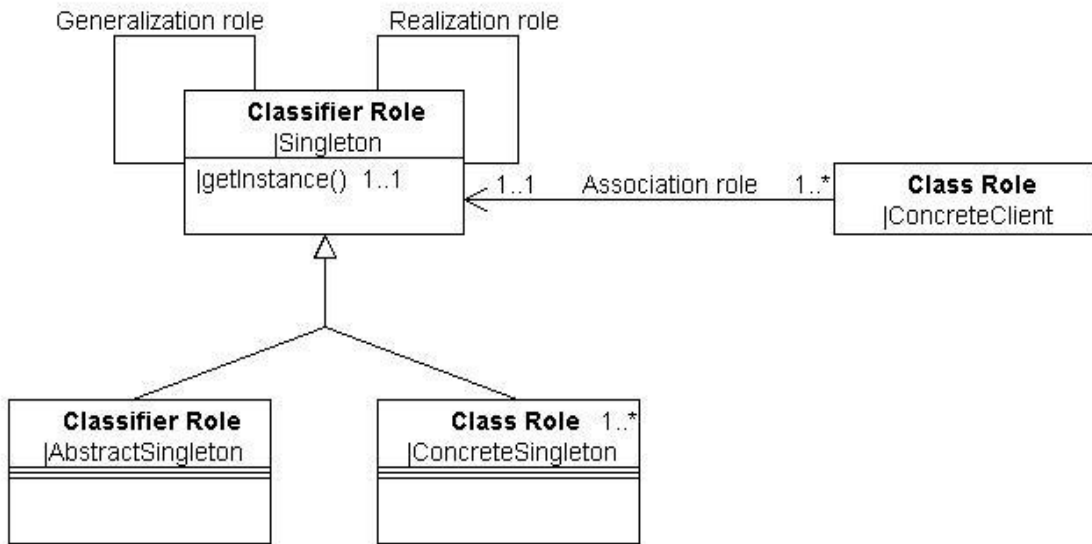 Generalization role
Realization role
Classifier Role
|Singleton
|getInstance() 1..1
1..1 Association role 1..*
Class Role
|ConcreteClient
Classifier Role
|AbstractSingleton
Class Role 1..*
|ConcreteSingleton